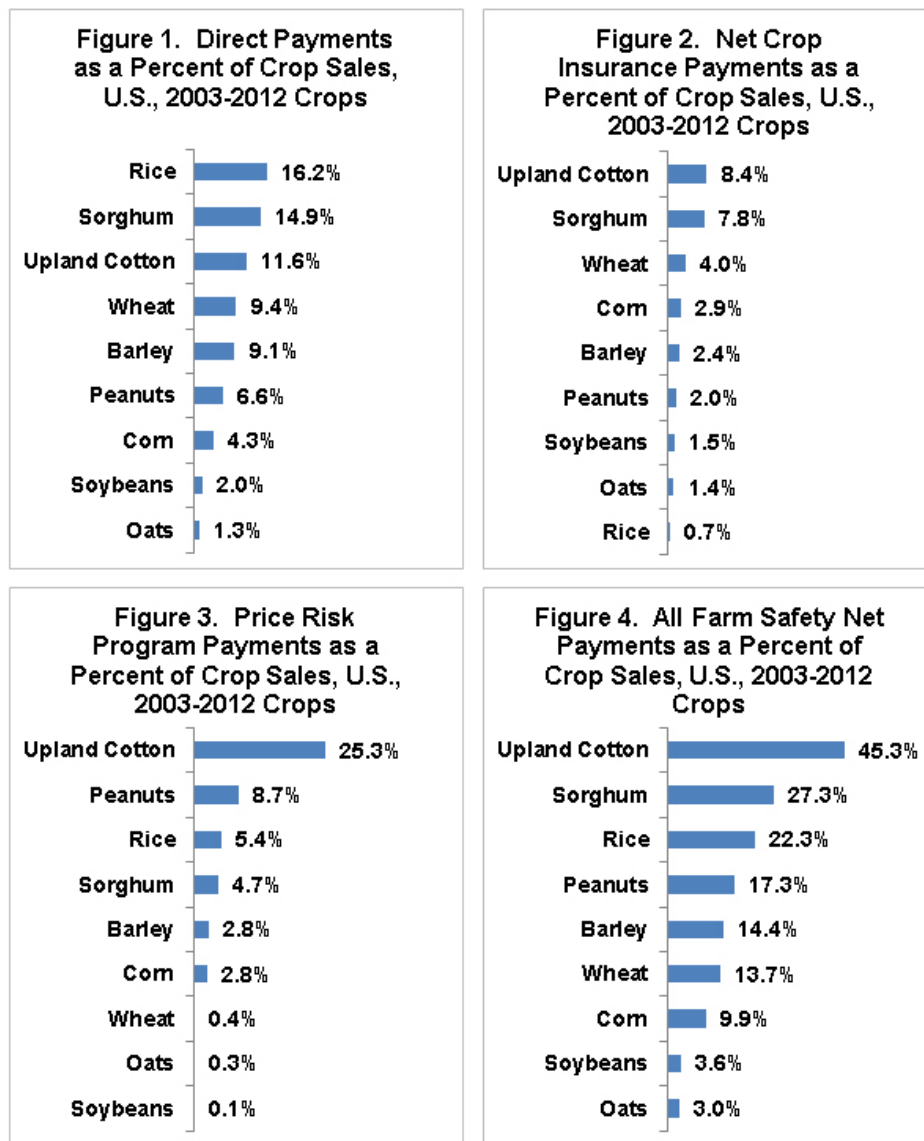 Figure 1.  Direct Payments
as a Percent of Crop Sales,
U.S., 2003-2012 Crops
Rice 16.2%
Sorghum 14.9%
Upland Cotton 11.6%
Wheat 9.4%
Barley 9.1%
Peanuts 6.6%
Corn 4.3%
Soybeans 2.0%
Oats 1.3%
Figure 2.  Net Crop
Insurance Payments as a
Percent of Crop Sales, U.S.,
2003-2012 Crops
Upland Cotton 8.4%
Sorghum 7.8%
Wheat 4.0%
Corn 2.9%
Barley 2.4%
Peanuts 2.0%
Soybeans 1.5%
Oats 1.4%
Rice 0.7%
Figure 3.  Price Risk
Program Payments as a
Percent of Crop Sales, U.S.,
2003-2012 Crops
Upland Cotton 25.3%
Peanuts 8.7%
Rice 5.4%
Sorghum 4.7%
Barley 2.8%
Corn 2.8%
Wheat 0.4%
Oats 0.3%
Soybeans 0.1%
Figure 4.  All Farm Safety Net
Payments as a Percent of
Crop Sales, U.S., 2003-2012
Crops
Upland Cotton 45.3%
Sorghum 27.3%
Rice 22.3%
Peanuts 17.3%
Barley 14.4%
Wheat 13.7%
Corn 9.9%
Soybeans 3.6%
Oats 3.0%